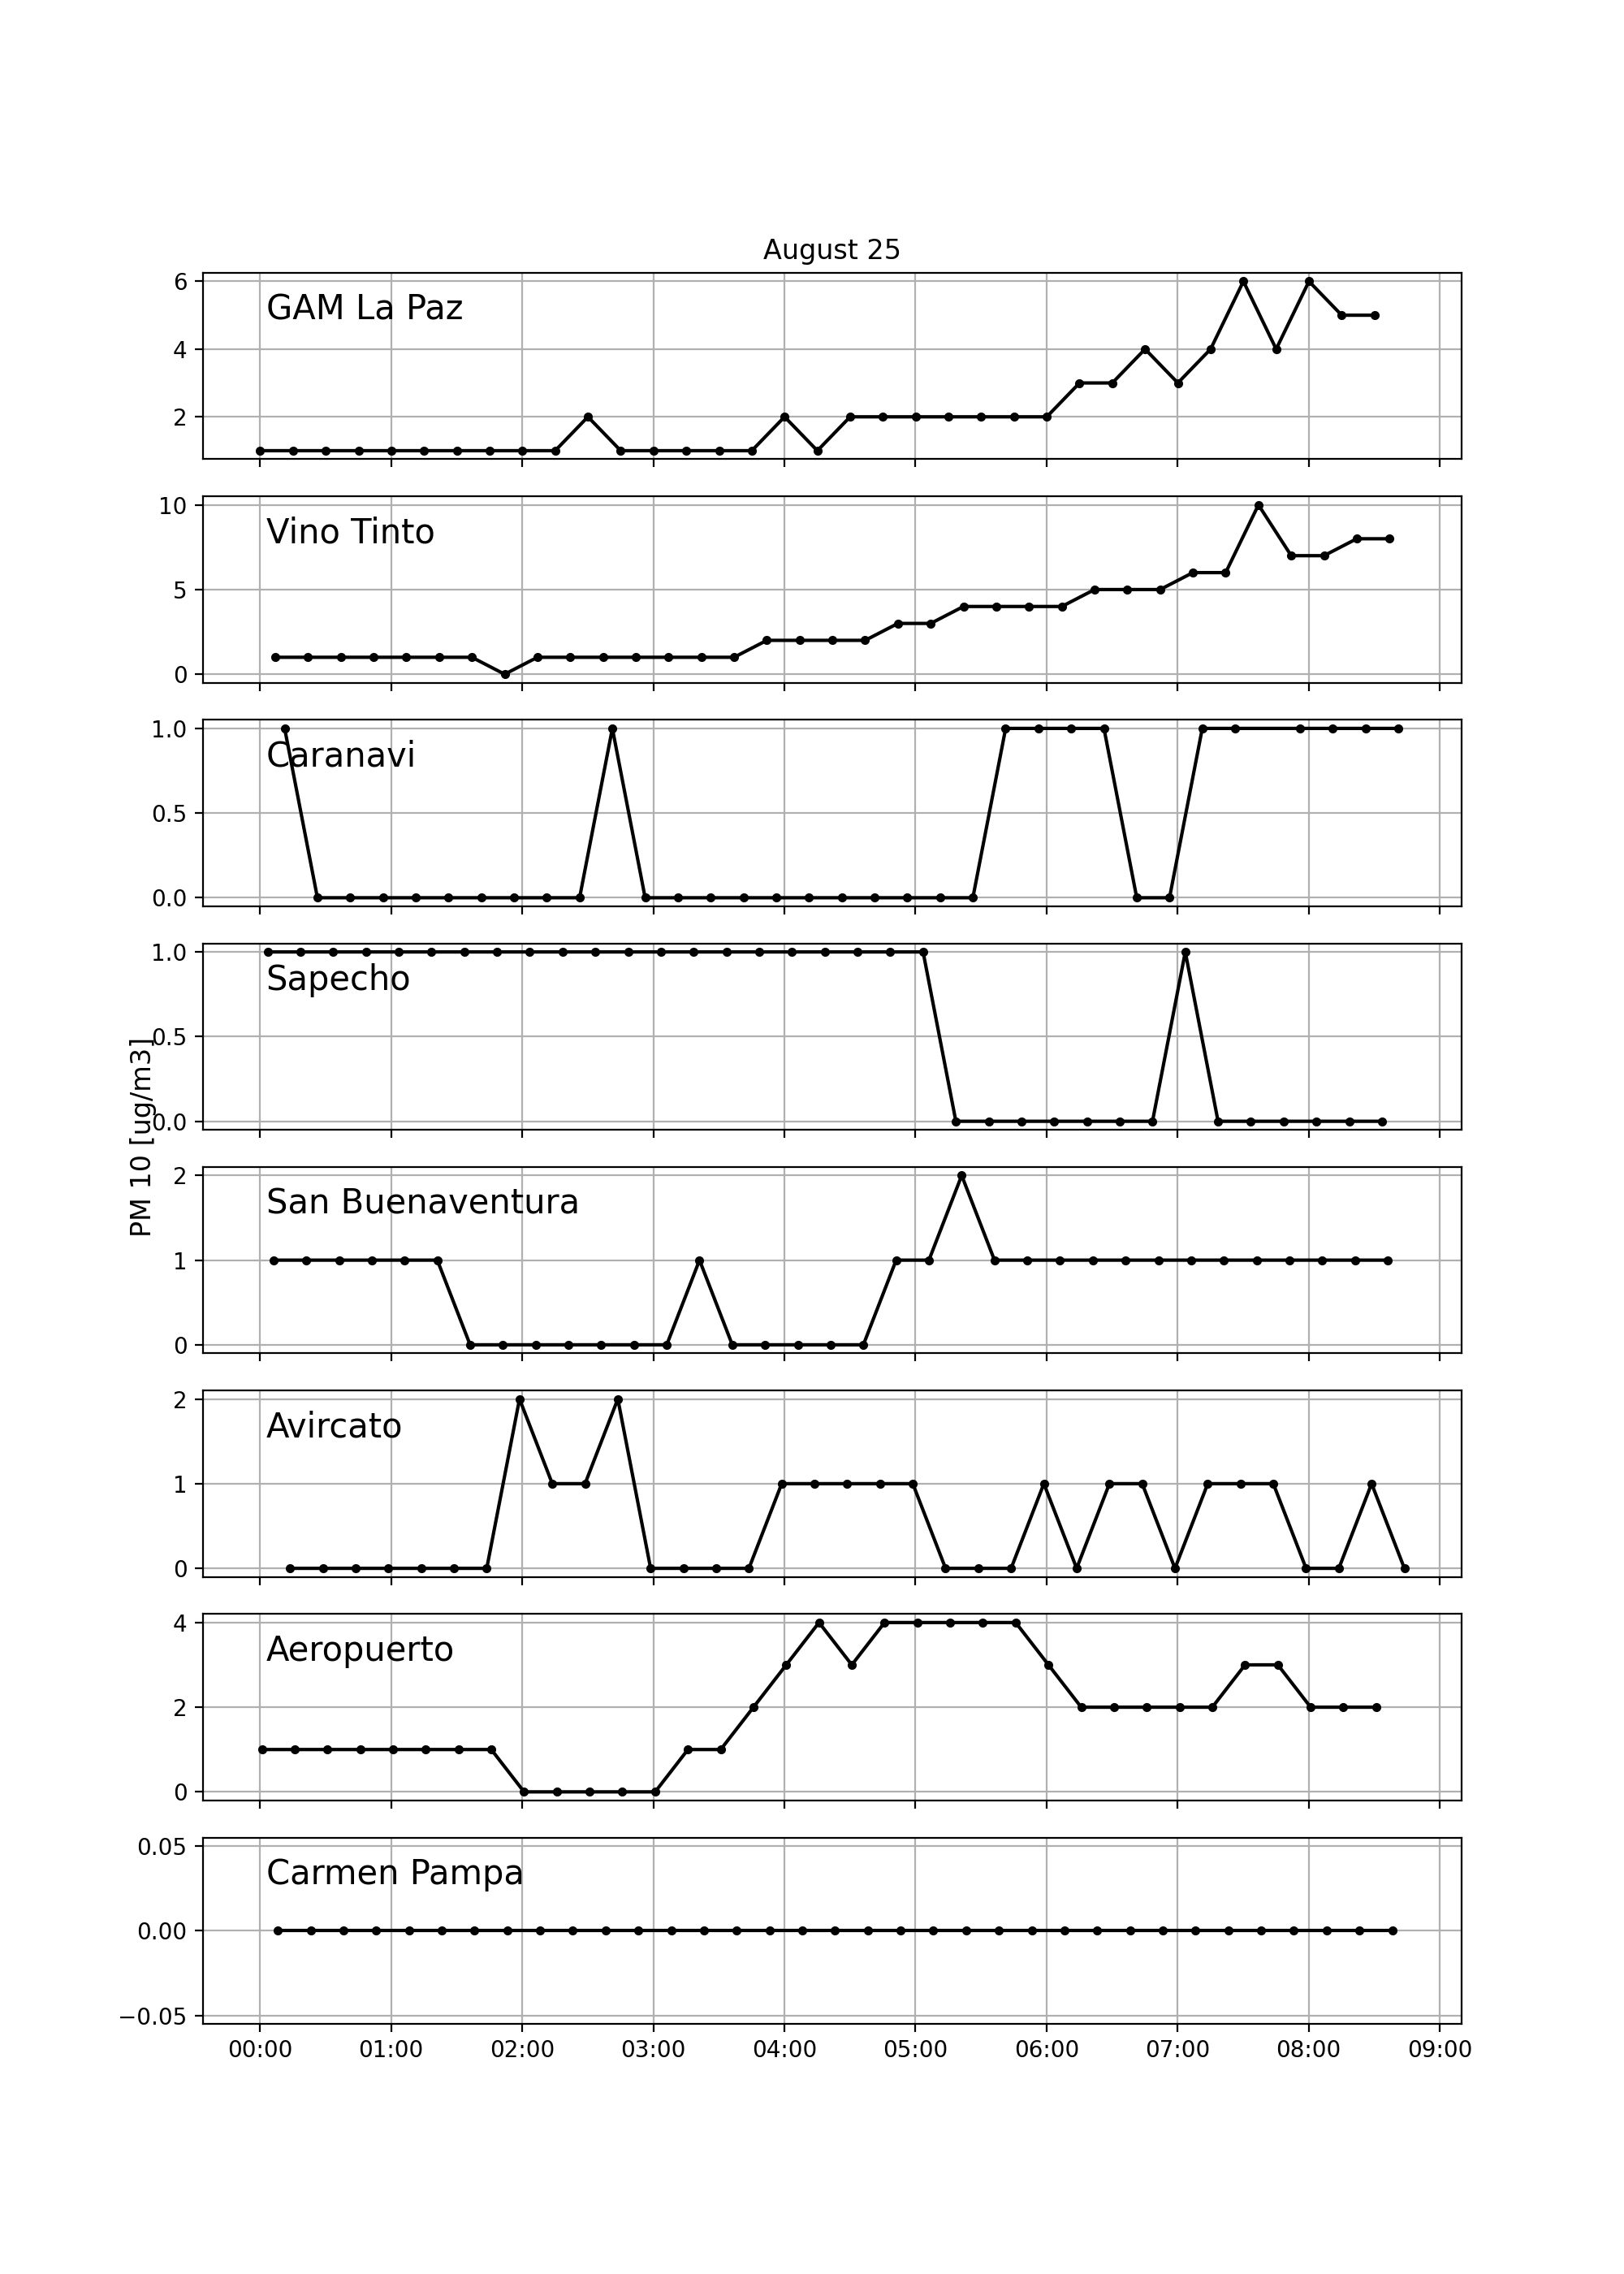 August 25
6
GAM La Paz
4
2
10
Vino Tinto
5
0
1.0
Caranavi
0.5
0.0
1.0
Sapecho
0.5
0.0
PM 10 [ug/m3]
2
San Buenaventura
1
0
2
Avircato
1
0
4
Aeropuerto
2
0
0.05
Carmen Pampa
0.00
−0.05
00:00 01:00 02:00 03:00 04:00 05:00 06:00 07:00 08:00 09:00